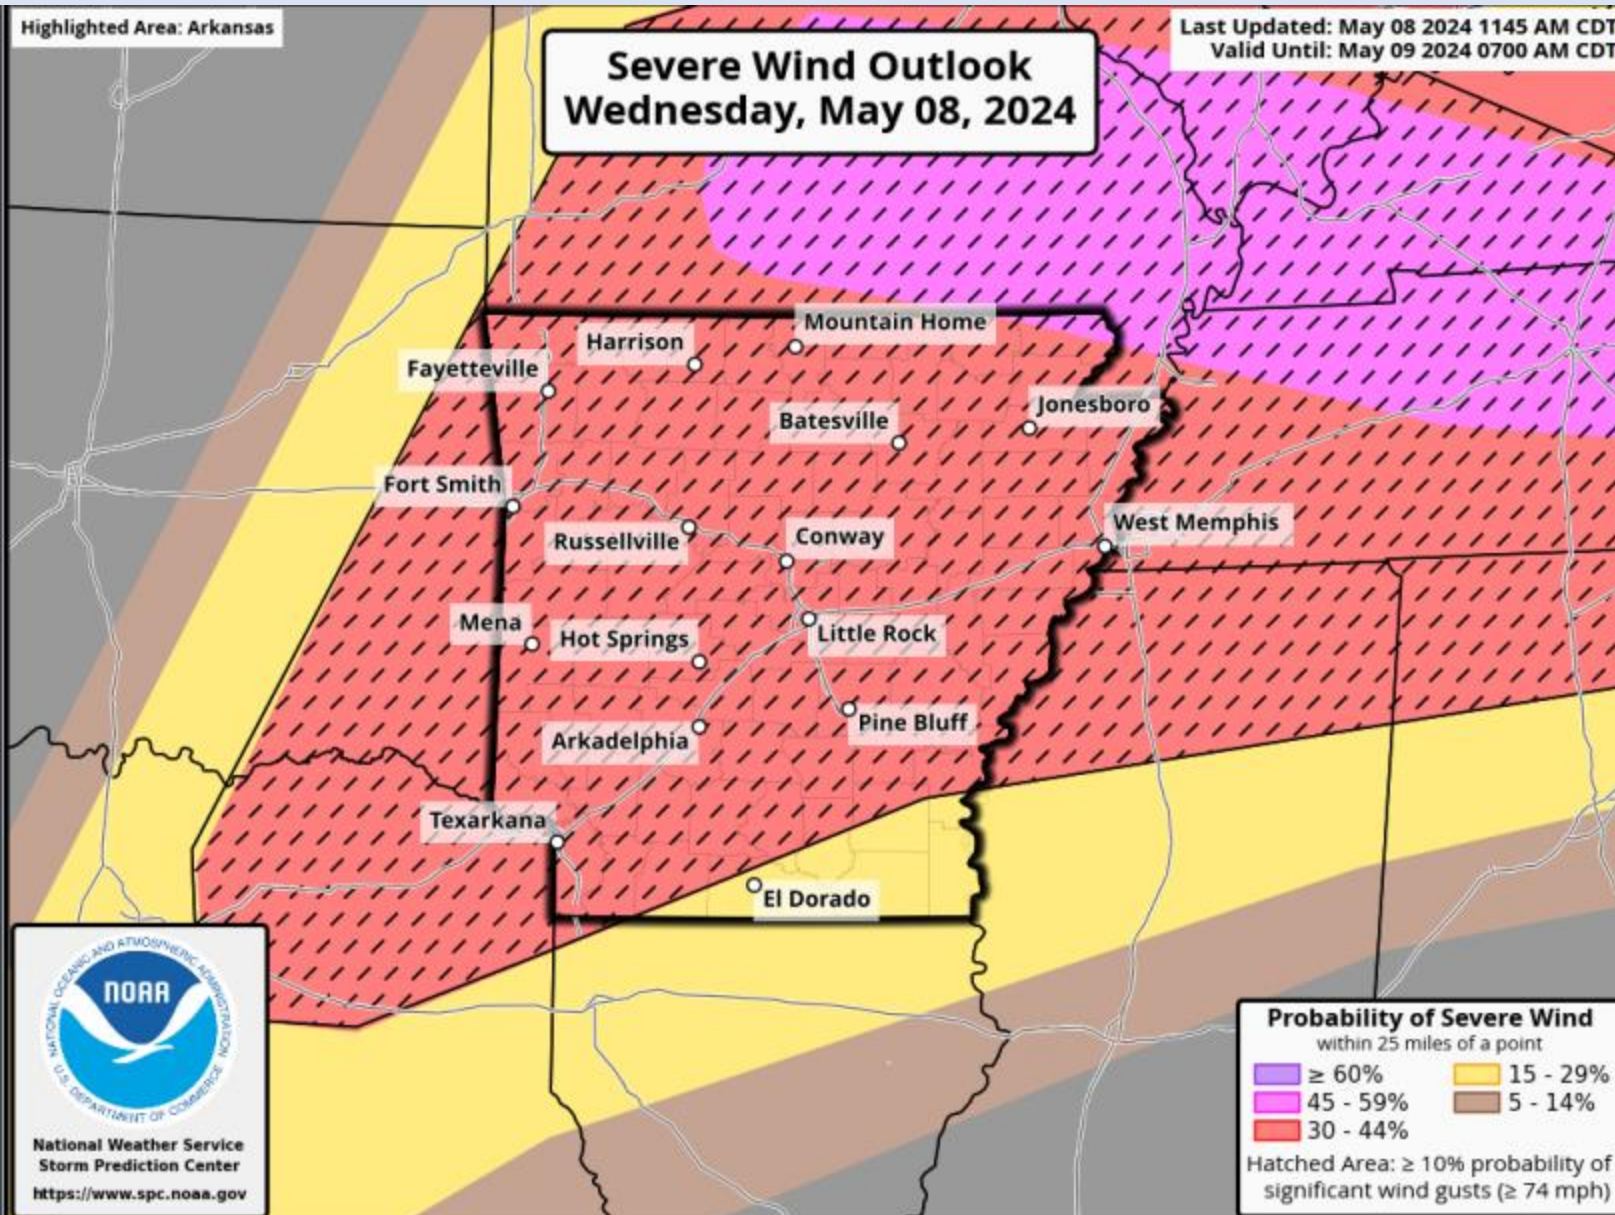 Highlighted Area: Arkansas
Severe Wind Outlook
Wednesday, May 08, 2024
Last Updated: May 08 2024 1145 AM CDT
Valid Until: May 09 2024 0700 AM CDT
Mountain Home
Harrison
Fayetteville
Jonesboro
Batesville
Fort Smith
West Memphis
Conway
Russellville
Mena
Hot Springs
Little Rock
Pine Bluff
Arkadelphia
Texarkana
El Dorado
NATIONAL OCEANIC AND ATMOSPHERIC ADMINISTRATION
NOAA
U.S. DEPARTMENT OF COMMERCE
National Weather Service
Storm Prediction Center
https://www.spc.noaa.gov
Probability of Severe Wind
within 25 miles of a point
≥ 60% 15 - 29%
45 - 59% 5 - 14%
30 - 44%
Hatched Area: ≥ 10% probability of
significant wind gusts (≥ 74 mph)